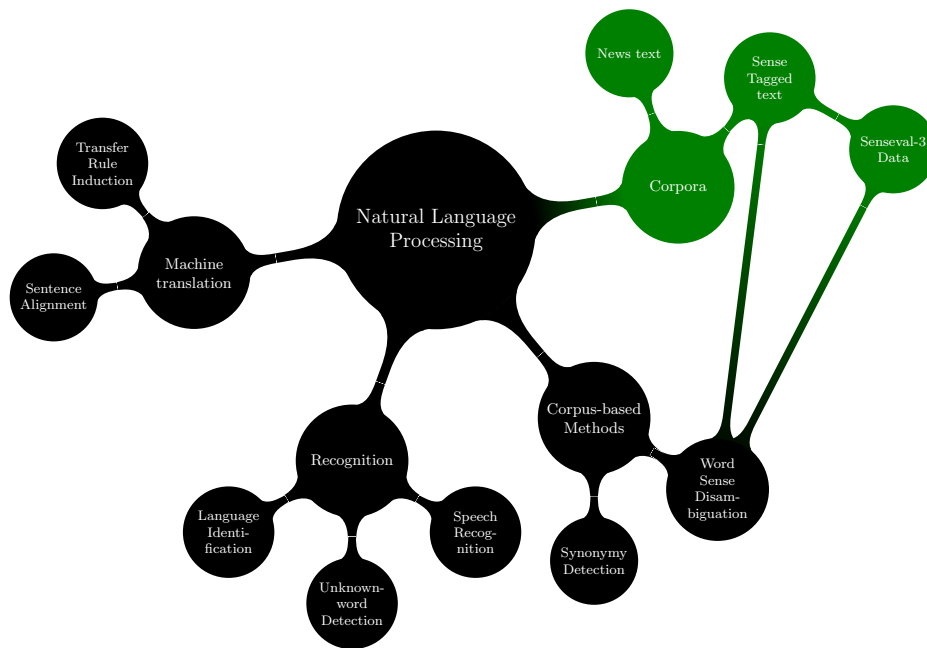 News text
Sense
Tagged
text
Senseval-3
Data
Transfer
Rule
Induction
Corpora
Natural Language
Processing
Machine
translation
Sentence
Alignment
Corpus-based
Methods
Recognition
Word
Sense
Disam-
biguation
Language
Identi-
fication
Speech
Recog-
nition
Synonymy
Detection
Unknown-
word
Detection